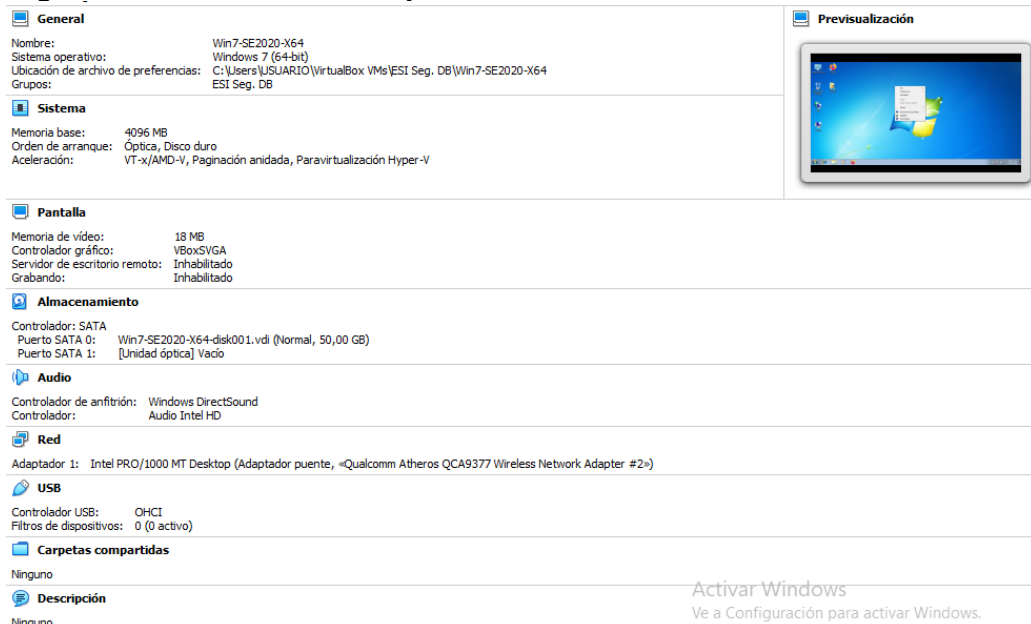 General
Nombre: Win7-SE2020-X64
Sistema operativo: Windows 7 (64-bit)
Ubicación de archivo de preferencias: C:\Users\USUARIO\VirtualBox VMs\ESI Seg. DB\Win7-SE2020-X64
Grupos: ESI Seg. DB
Previsualización
Sistema
Memoria base: 4096 MB
Orden de arranque: Óptica, Disco duro
Aceleración: VT-x/AMD-V, Paginación anidada, Paravirtualización Hyper-V
Pantalla
Memoria de vídeo: 18 MB
Controlador gráfico: VBoxSVGA
Servidor de escritorio remoto: Inhabilitado
Grabando: Inhabilitado
Almacenamiento
Controlador: SATA
Puerto SATA 0: Win7-SE2020-X64-disk001.vdi (Normal, 50,00 GB)
Puerto SATA 1: [Unidad óptica] Vacío
Audio
Controlador de anfitrión: Windows DirectSound
Controlador: Audio Intel HD
Red
Adaptador 1: Intel PRO/1000 MT Desktop (Adaptador puente, «Qualcomm Atheros QCA9377 Wireless Network Adapter #2»)
USB
Controlador USB: OHCI
Filtros de dispositivos: 0 (0 activo)
Carpetas compartidas
Ninguno
Descripción
Ninguno
Activar Windows
Ve a Configuración para activar Windows.